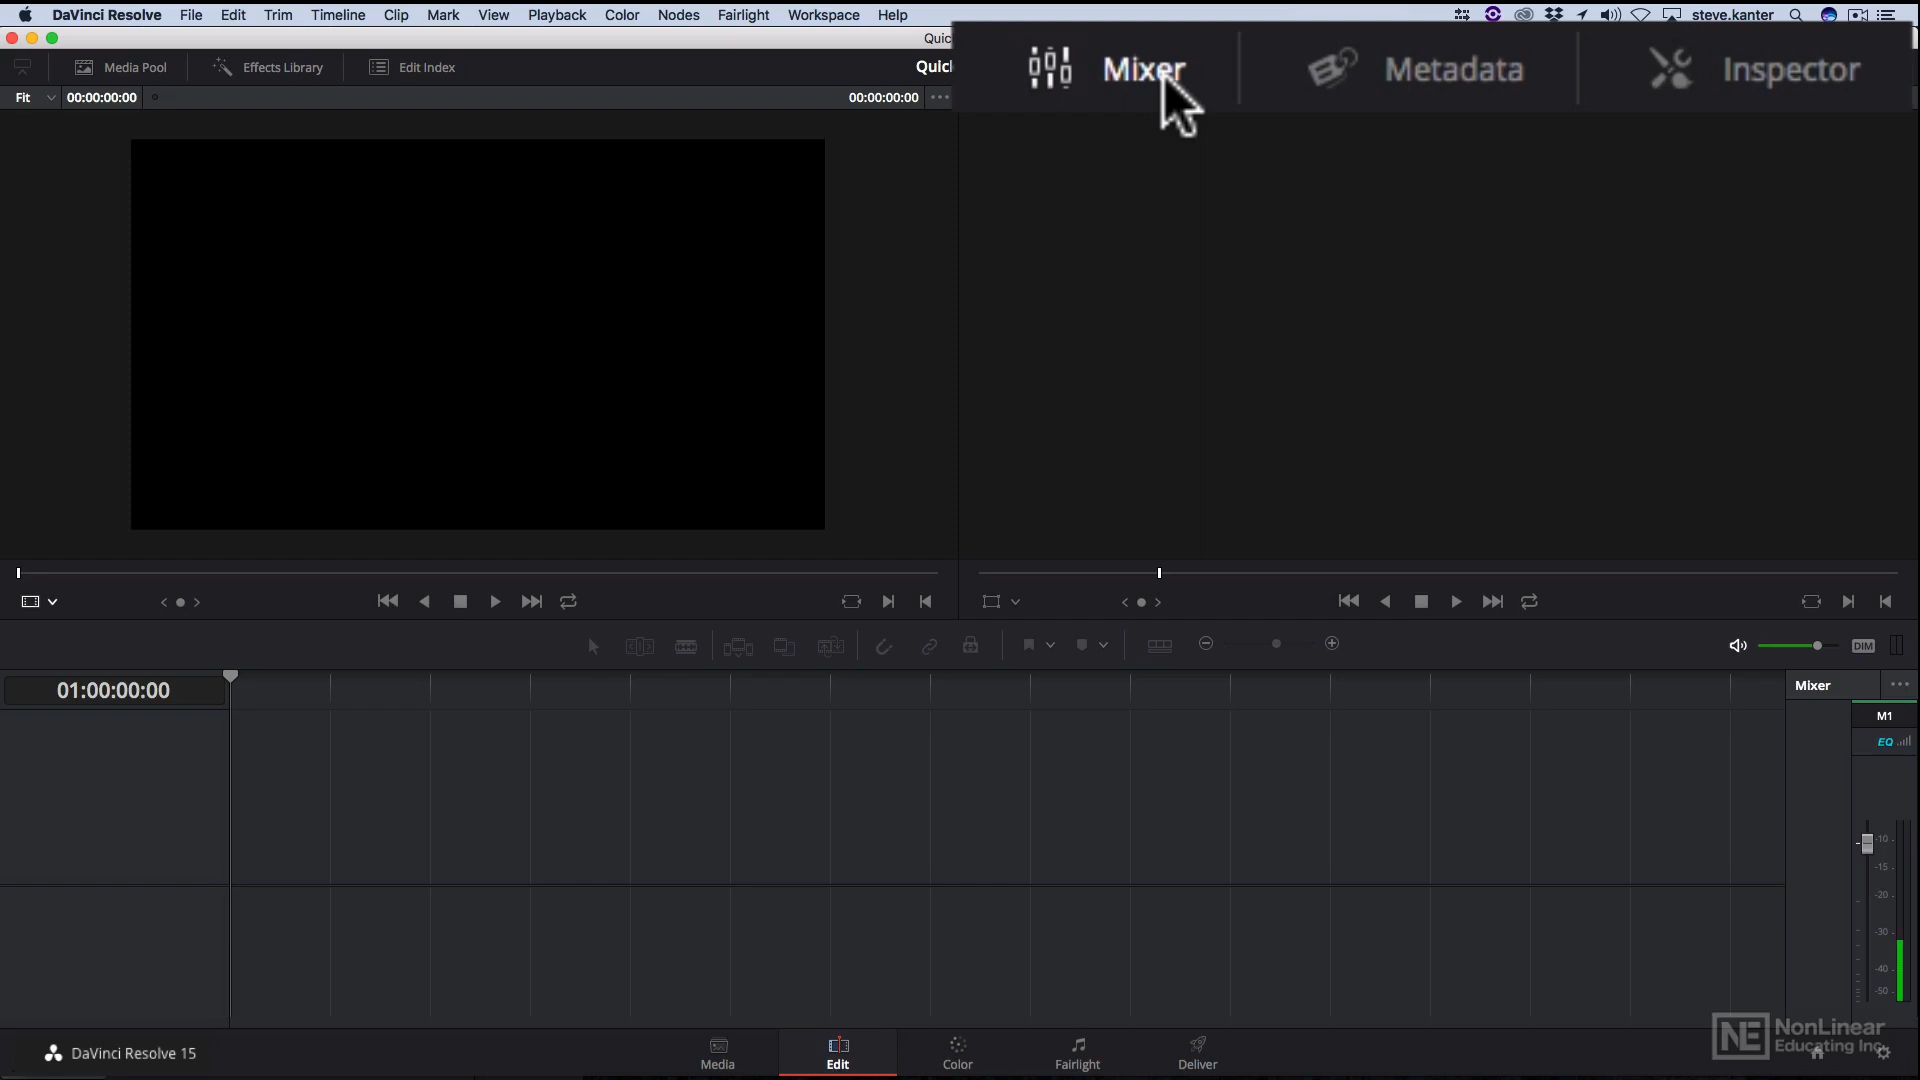 DaVinci Resolve File Edit Trim Timeline Clip Mark View Playback Color Nodes Fairlight Workspace Help steve.kanter
Quic
Media Pool Effects Library Edit Index Quicl Mixer Metadata Inspector
Fit 00:00:00:00 00:00:00:00
DIM
01:00:00:00
Mixer
M1
EQ
-10
-15
-20
-30
-40
-50
NonLinear
Educating Inc
DaVinci Resolve 15
Media Edit Color Fairlight Deliver
NE